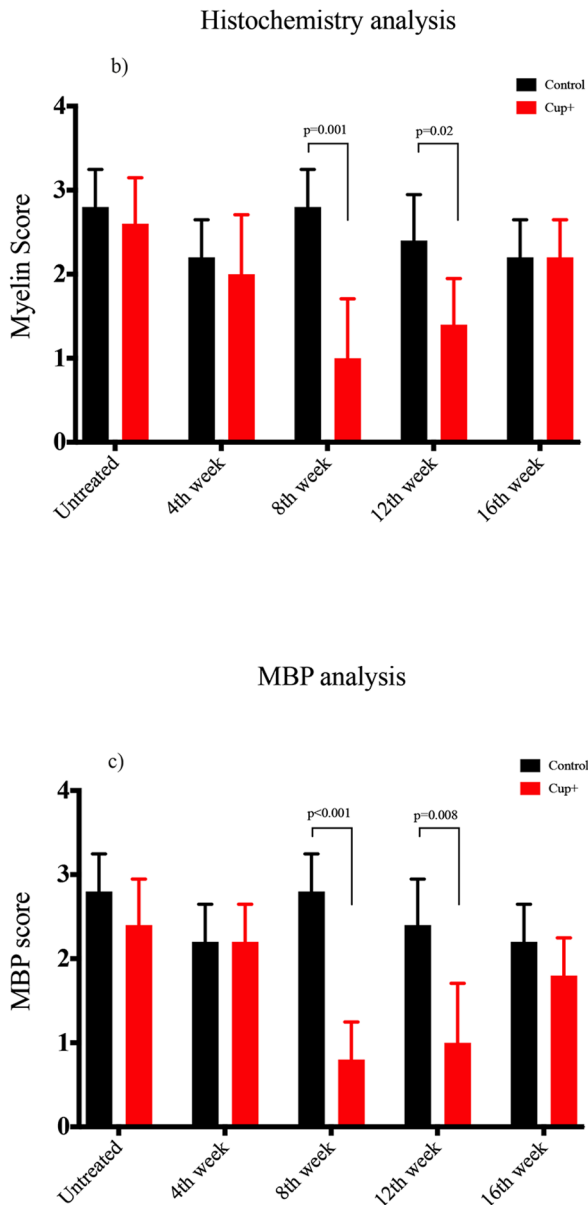 Histochemistry analysis
b)
Control
Cup+
4
3
2
1
0
Myelin Score
p=0.001
p=0.02
Untreated
4th week
8th week
12th week
16th week
MBP analysis
c)
Control
Cup+
4
3
2
1
0
MBP score
p<0.001
p=0.008
Untreated
4th week
8th week
12th week
16th week